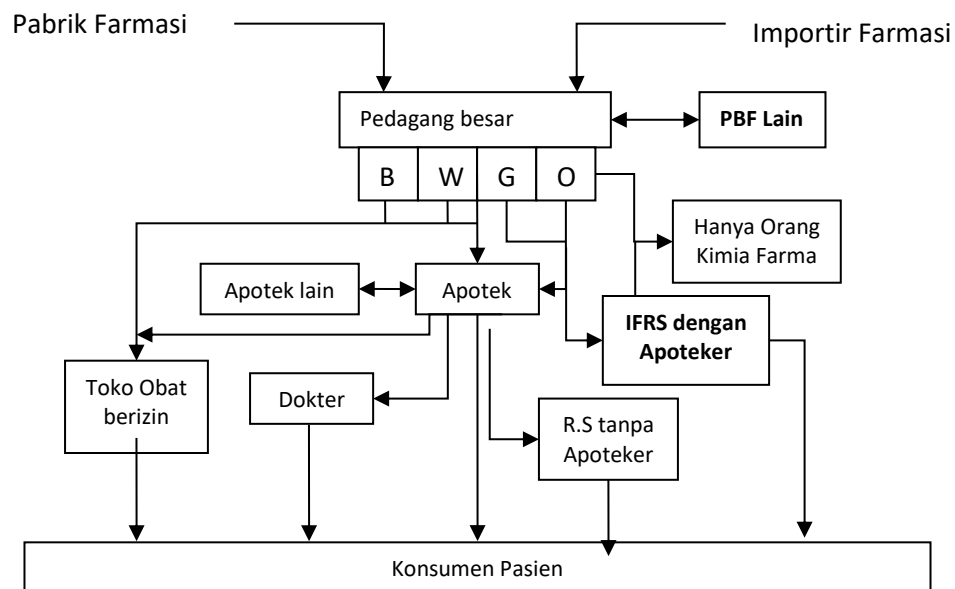 Pabrik Farmasi
Importir Farmasi
Pedagang besar
PBF Lain
B W G O
Hanya Orang
Kimia Farma
Apotek lain
Apotek
IFRS dengan
Apoteker
Toko Obat
berizin
Dokter
R.S tanpa
Apoteker
Konsumen Pasien